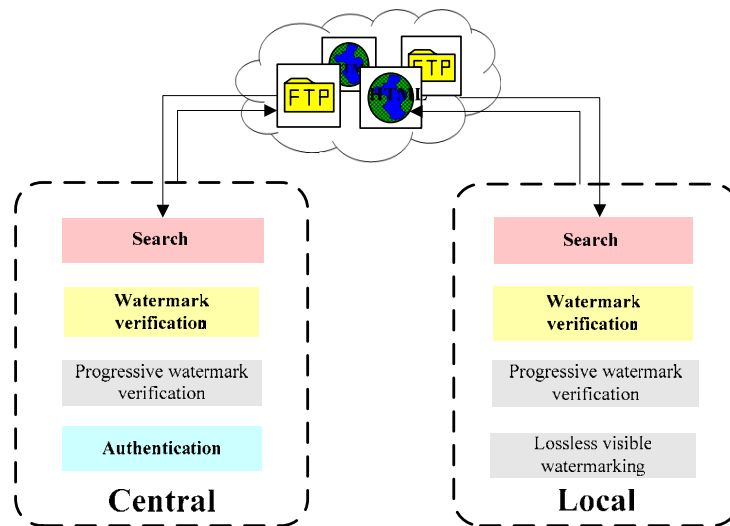 FTP
HTML
FTP
Search
Watermark
verification
Progressive watermark
verification
Authentication
Central
Search
Watermark
verification
Progressive watermark
verification
Lossless visible
watermarking
Local